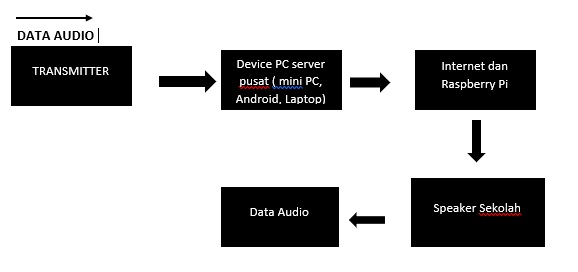 DATA AUDIO
TRANSMITTER
Device PC server
pusat ( mini PC,
Android, Laptop)
Internet dan
Raspberry Pi
Speaker Sekolah
Data Audio